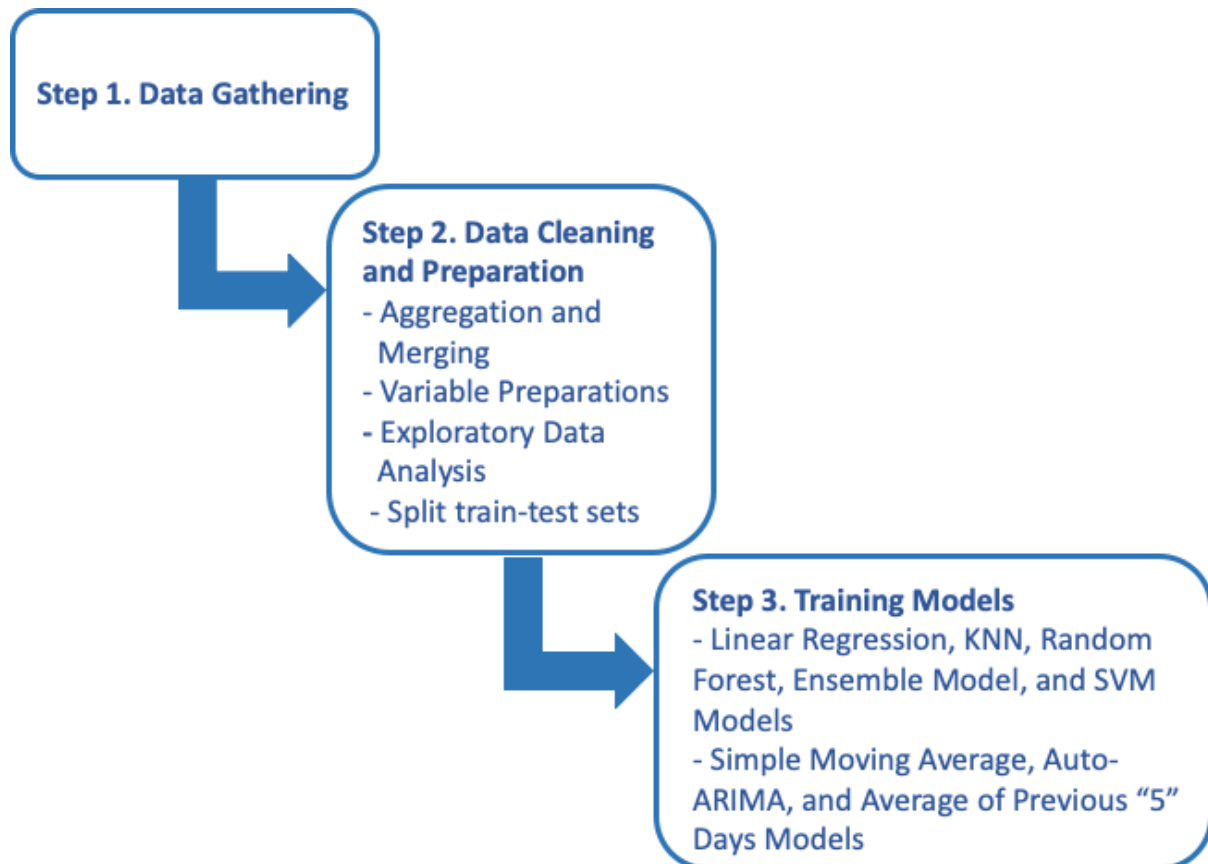 Step 1. Data Gathering
Step 2. Data Cleaning
and Preparation
- Aggregation and
Merging
- Variable Preparations
- Exploratory Data
Analysis
- Split train-test sets
Step 3. Training Models
- Linear Regression, KNN, Random
Forest, Ensemble Model, and SVM
Models
- Simple Moving Average, Auto-
ARIMA, and Average of Previous “5”
Days Models